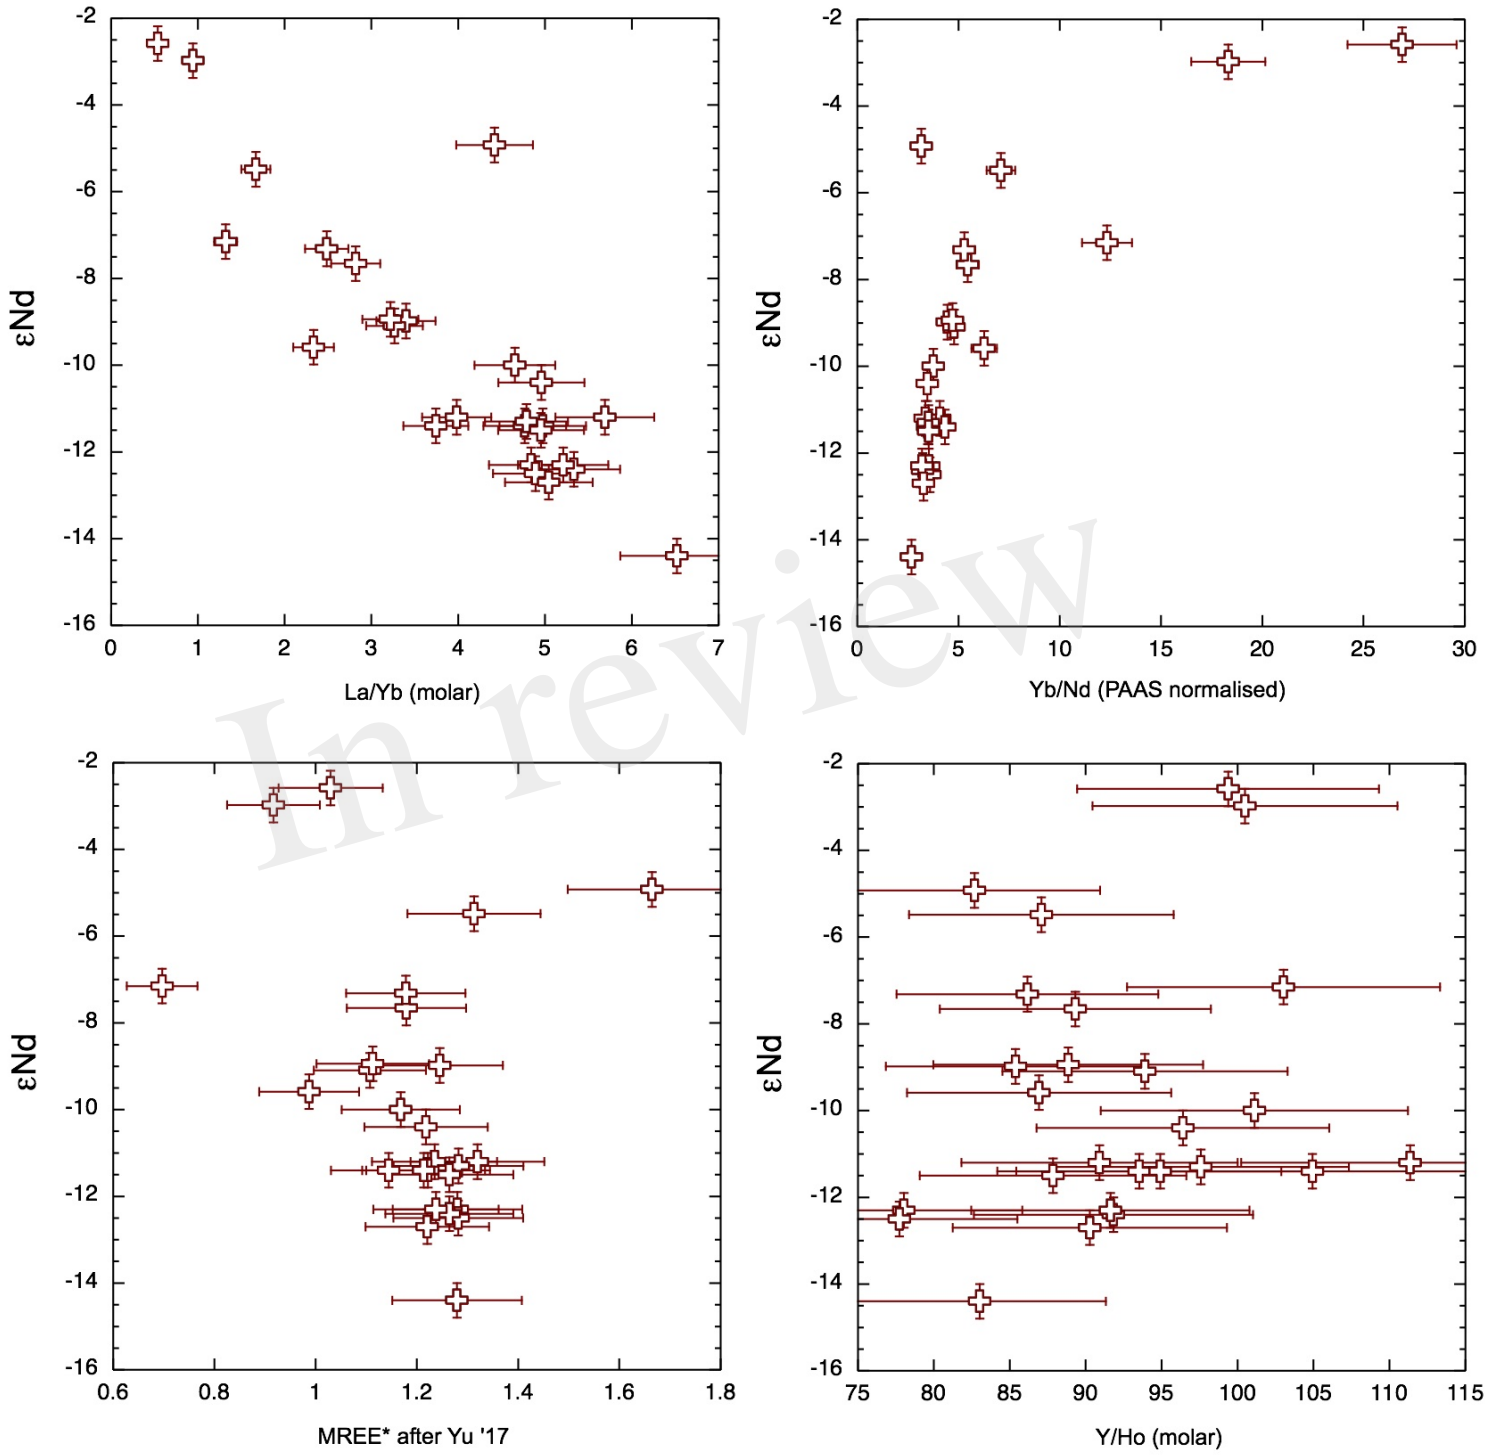 -2
-4
-6
-8
-10
-12
-14
-16
εNd
0 1 2 3 4 5 6 7
La/Yb (molar)
-2
-4
-6
-8
-10
-12
-14
-16
εNd
0 5 10 15 20 25 30
Yb/Nd (PAAS normalised)
In review
-2
-4
-6
-8
-10
-12
-14
-16
εNd
0.6 0.8 1 1.2 1.4 1.6 1.8
MREE* after Yu '17
-2
-4
-6
-8
-10
-12
-14
-16
εNd
75 80 85 90 95 100 105 110 115
Y/Ho (molar)